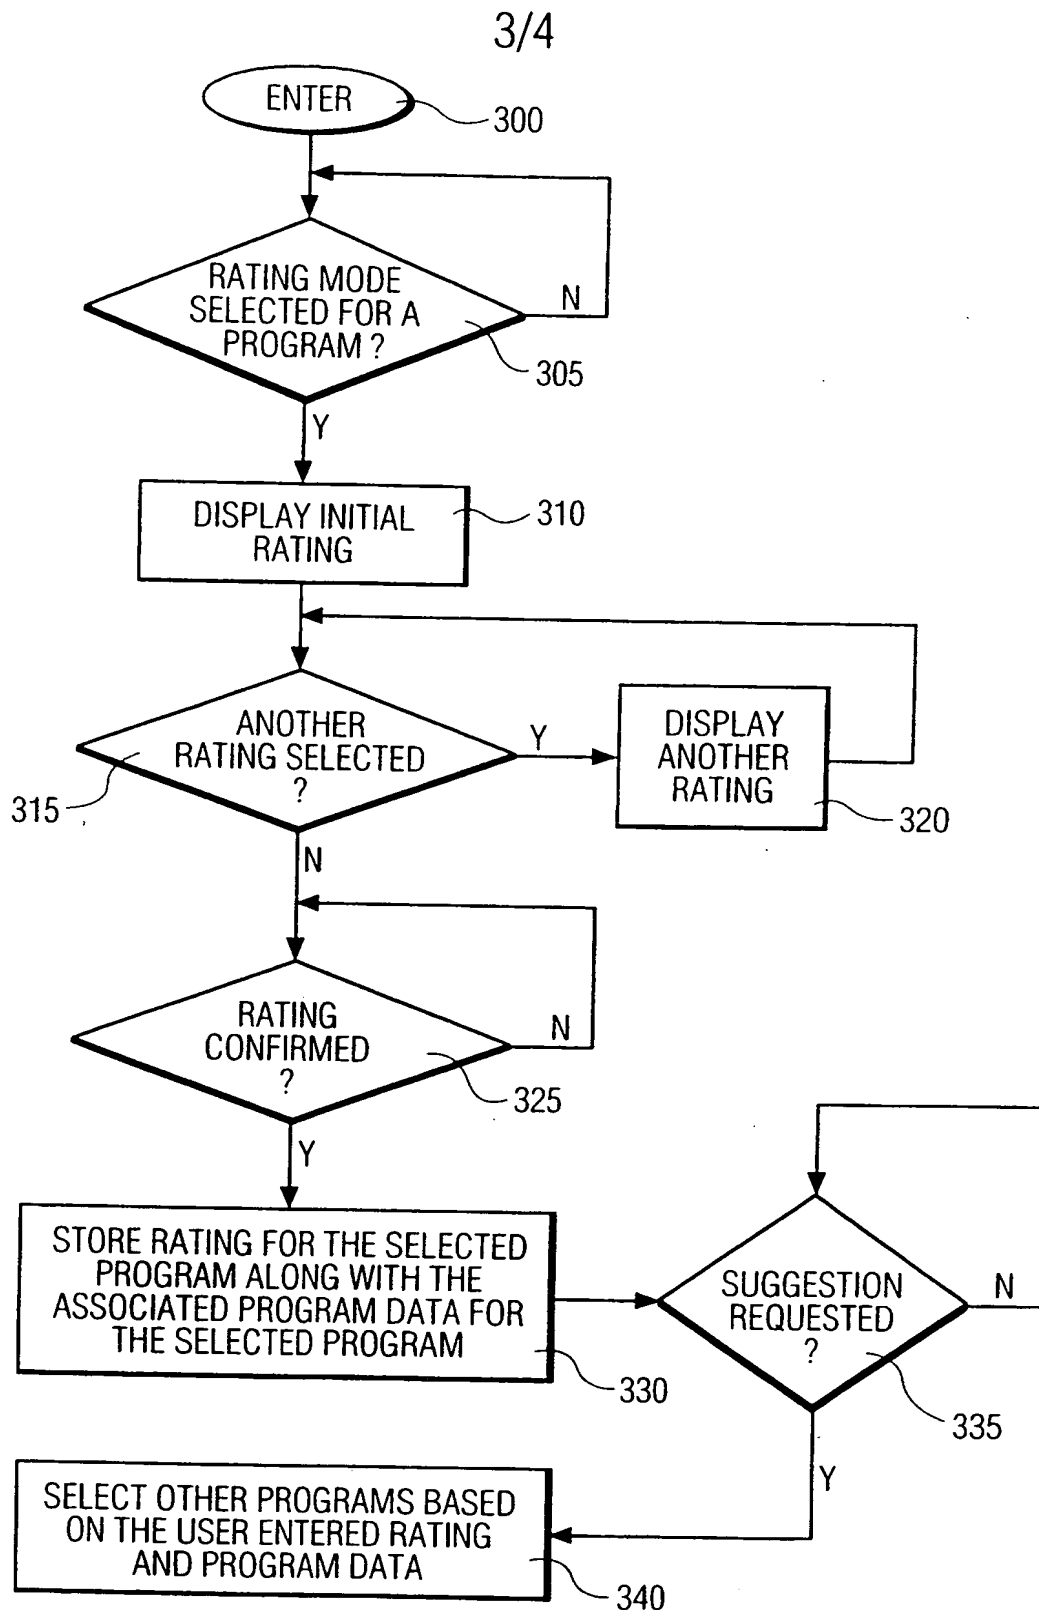 3/4
ENTER
300
RATING MODE
SELECTED FOR A
PROGRAM ?
N
305
Y
DISPLAY INITIAL
RATING
310
ANOTHER
RATING SELECTED
?
315
Y
DISPLAY
ANOTHER
RATING
320
N
RATING
CONFIRMED
?
N
325
Y
STORE RATING FOR THE SELECTED
PROGRAM ALONG WITH THE
ASSOCIATED PROGRAM DATA FOR
THE SELECTED PROGRAM
330
SUGGESTION
REQUESTED
?
N
335
Y
SELECT OTHER PROGRAMS BASED
ON THE USER ENTERED RATING
AND PROGRAM DATA
340